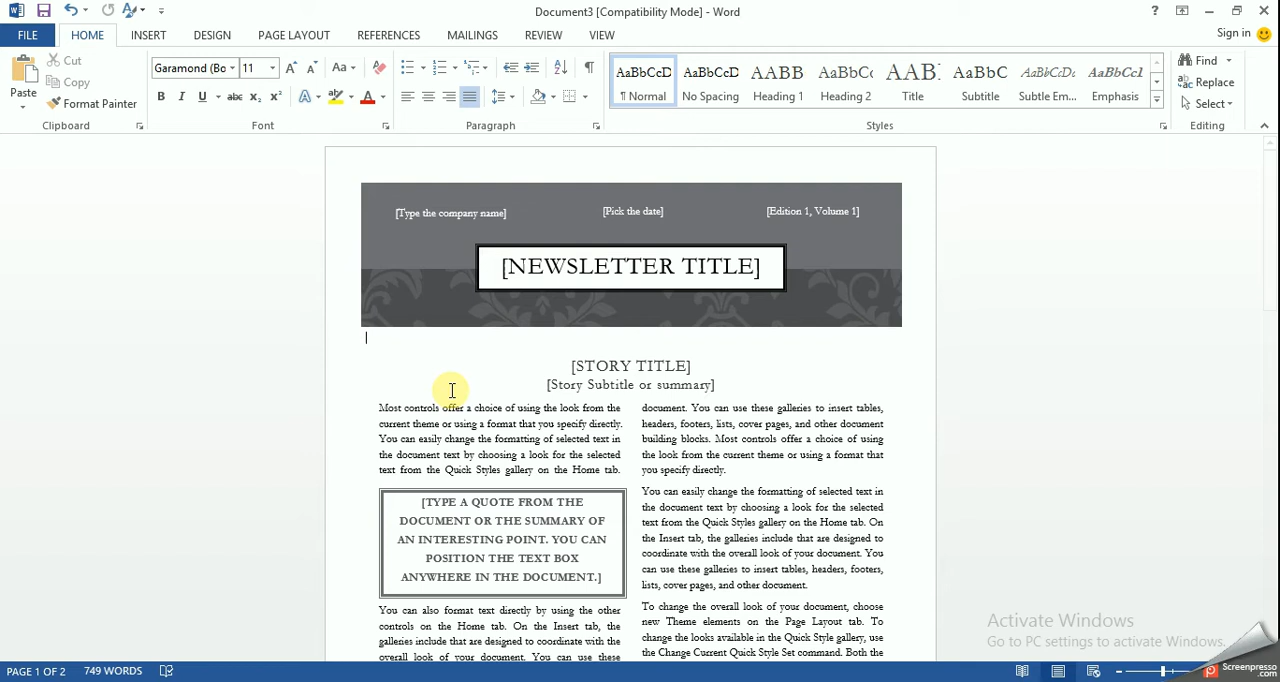 Document3 [Compatibility Mode] - Word
?
FILE HOME INSERT DESIGN PAGE LAYOUT REFERENCES MAILINGS REVIEW VIEW
Sign in
Paste
Cut
Copy
Format Painter
Clipboard
Garamond (Bo 11
Aa
B I U abc x₂ x²
A ab A
Font
Paragraph
AaBbCcD AaBbCcD AABB AaBbCc AAB AaBbC AaBbCcDc AaBbCc1
¶ Normal No Spacing Heading 1 Heading 2 Title Subtitle Subtle Em... Emphasis
Styles
Find
Replace
Select
Editing
[Type the company name] [Pick the date] [Edition 1, Volume 1]
[NEWSLETTER TITLE]
[STORY TITLE]
[Story Subtitle or summary]
Most controls offer a choice of using the look from the
current theme or using a format that you specify directly.
You can easily change the formatting of selected text in
the document text by choosing a look for the selected
text from the Quick Styles gallery on the Home tab.
[TYPE A QUOTE FROM THE
DOCUMENT OR THE SUMMARY OF
AN INTERESTING POINT. YOU CAN
POSITION THE TEXT BOX
ANYWHERE IN THE DOCUMENT.]
You can also format text directly by using the other
controls on the Home tab. On the Insert tab, the
galleries include that are designed to coordinate with the
overall look of your document. You can use these
document. You can use these galleries to insert tables,
headers, footers, lists, cover pages, and other document
building blocks. Most controls offer a choice of using
the look from the current theme or using a format that
you specify directly.
You can easily change the formatting of selected text in
the document text by choosing a look for the selected
text from the Quick Styles gallery on the Home tab. On
the Insert tab, the galleries include that are designed to
coordinate with the overall look of your document. You
can use these galleries to insert tables, headers, footers,
lists, cover pages, and other document.
To change the overall look of your document, choose
new Theme elements on the Page Layout tab. To
change the looks available in the Quick Style gallery, use
the Change Current Quick Style Set command. Both the
Activate Windows
Go to PC settings to activate Windows.
PAGE 1 OF 2 749 WORDS
Screenpresso
.com